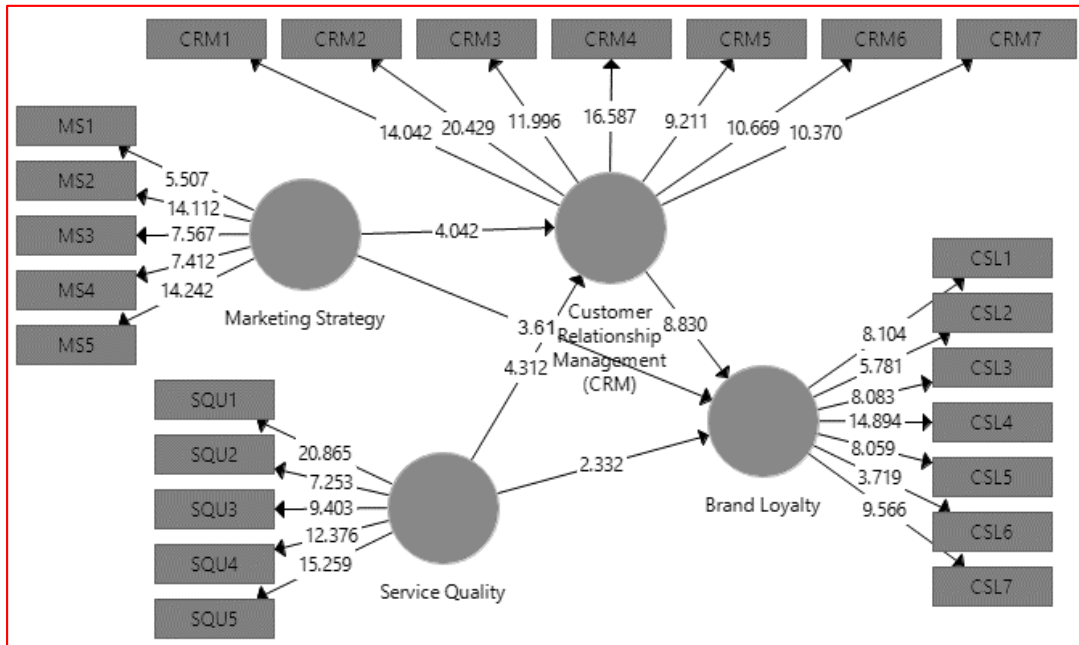 CRM1 CRM2 CRM3 CRM4 CRM5 CRM6 CRM7
14.042 20.429 11.996 16.587 9.211 10.669 10.370
MS1
MS2
MS3
MS4
MS5
5.507
14.112
7.567
7.412
14.242
Marketing Strategy
4.042
3.61
4.312
Customer
Relationship
Management
(CRM)
8.830
SQU1
SQU2
SQU3
SQU4
SQU5
20.865
7.253
9.403
12.376
15.259
Service Quality
2.332
Brand Loyalty
8.104
5.781
8.083
14.894
8.059
3.719
9.566
CSL1
CSL2
CSL3
CSL4
CSL5
CSL6
CSL7